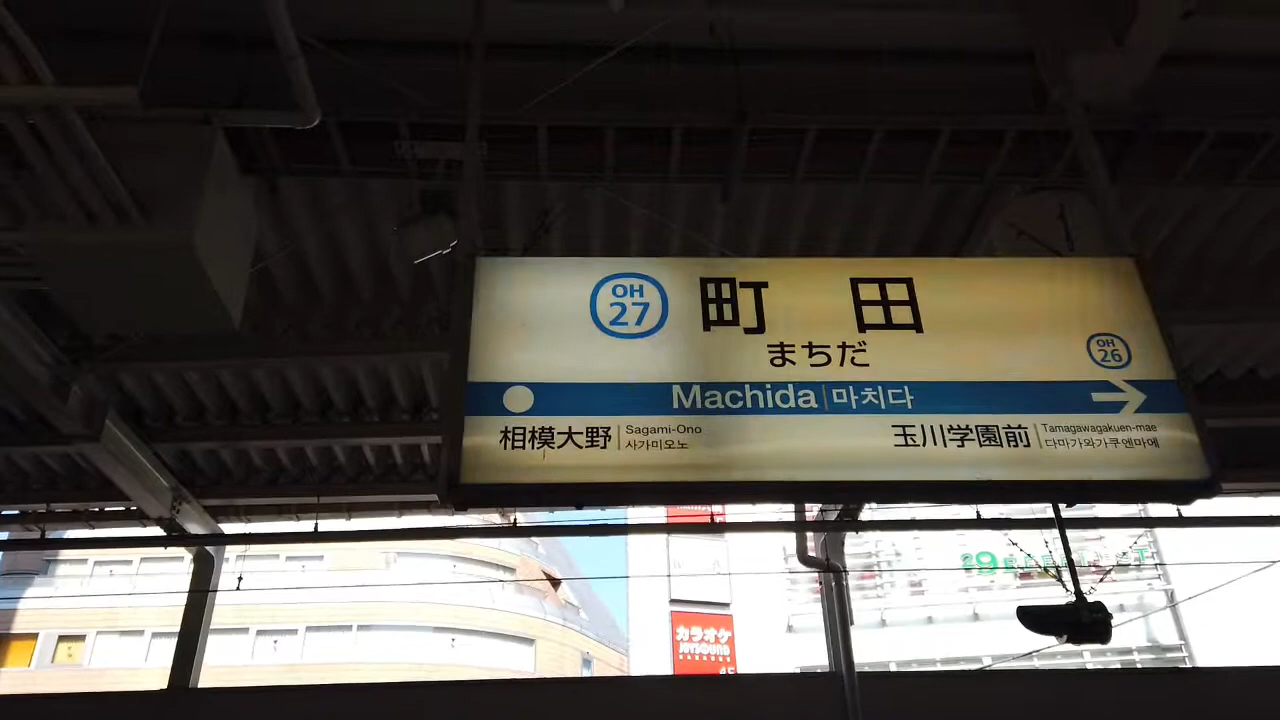 OH
27
町田
まちだ
OH
26
Machida 마치다
相模大野 Sagami-Ono
사가미오노
玉川学園前 Tamagawagakuen-mae
다마가와가쿠엔마에
カラオケ
JOYSOUND